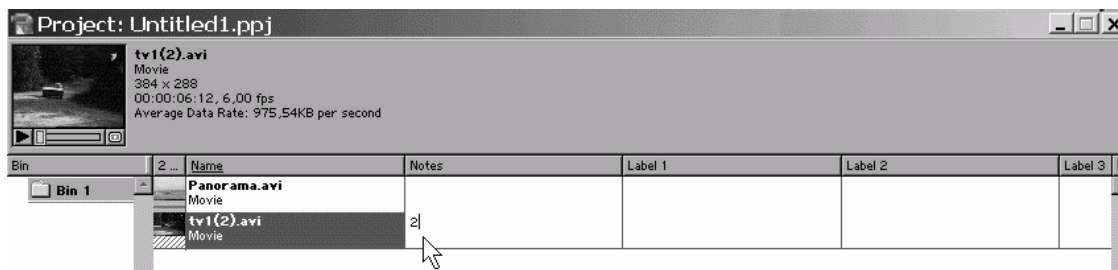 Project: Untitled1.ppj
tv1(2).avi
Movie
384 x 288
00:00:06:12, 6,00 fps
Average Data Rate: 975,54KB per second
Bin 2 ... Name Notes Label 1 Label 2 Label 3
Bin 1
Panorama.avi
Movie
tv1(2).avi 2
Movie